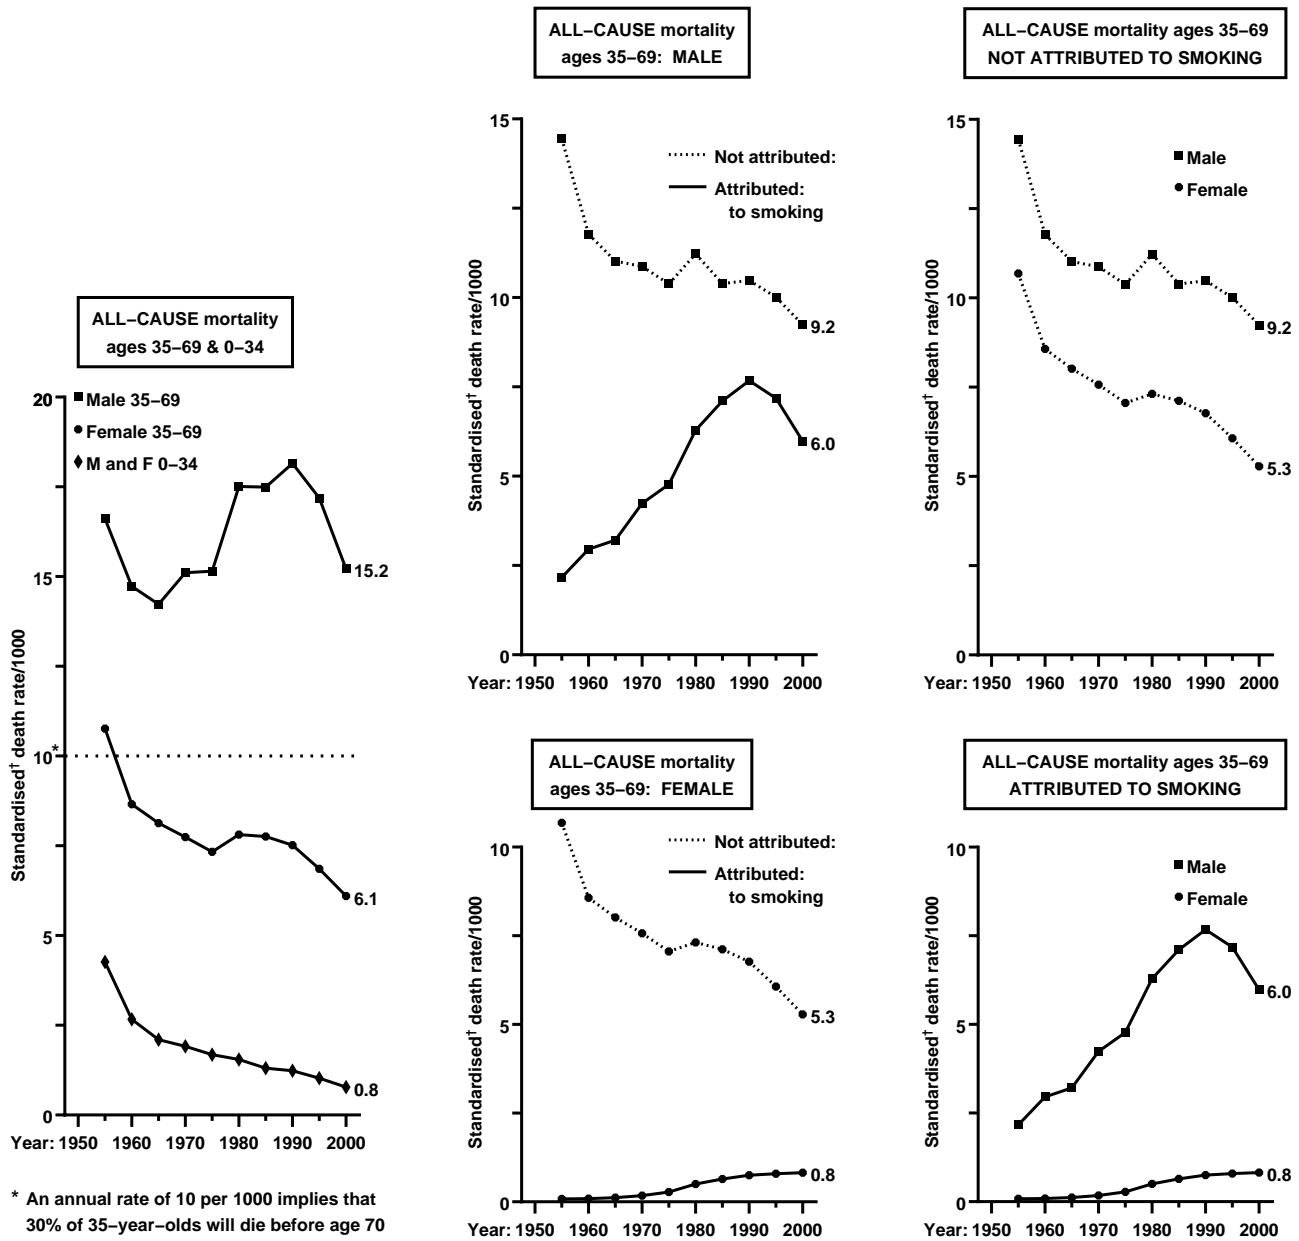 ALL−CAUSE mortality
ages 35−69 & 0−34
20
15
10*
5
0
Standardised† death rate/1000
Male 35−69
Female 35−69
M and F 0−34
15.2
6.1
0.8
Year: 1950 1960 1970 1980 1990 2000
* An annual rate of 10 per 1000 implies that
30% of 35−year−olds will die before age 70
ALL−CAUSE mortality
ages 35−69: MALE
15
10
5
0
Standardised† death rate/1000
Not attributed:
Attributed:
to smoking
9.2
6.0
Year: 1950 1960 1970 1980 1990 2000
ALL−CAUSE mortality ages 35−69
NOT ATTRIBUTED TO SMOKING
15
10
5
0
Standardised† death rate/1000
Male
Female
9.2
5.3
Year: 1950 1960 1970 1980 1990 2000
ALL−CAUSE mortality
ages 35−69: FEMALE
10
5
0
Standardised† death rate/1000
Not attributed:
Attributed:
to smoking
5.3
0.8
Year: 1950 1960 1970 1980 1990 2000
ALL−CAUSE mortality ages 35−69
ATTRIBUTED TO SMOKING
10
5
0
Standardised† death rate/1000
Male
Female
6.0
0.8
Year: 1950 1960 1970 1980 1990 2000